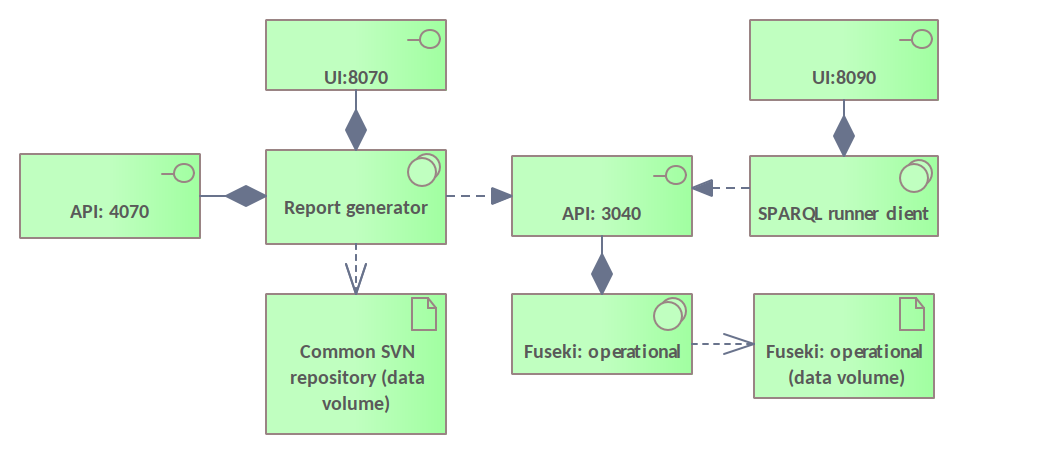 UI:8070
UI:8090
API: 4070
Report generator
API: 3040
SPARQL runner client
Common SVN
repository (data
volume)
Fuseki: operational
Fuseki: operational
(data volume)